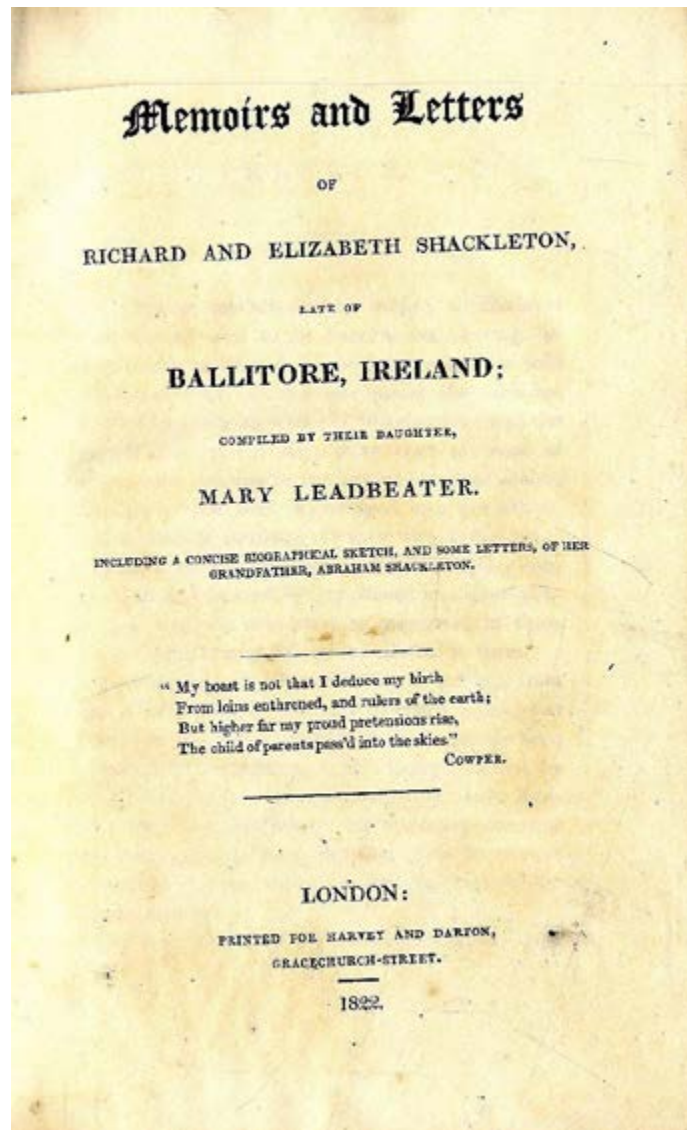 Memoirs and Letters
OF
RICHARD AND ELIZABETH SHACKLETON,
LATE OF
BALLITORE, IRELAND;
COMPILED BY THEIR DAUGHTER,
MARY LEADBEATER.
INCLUDING A CONCISE BIOGRAPHICAL SKETCH, AND SOME LETTERS, OF HER
GRANDFATHER, ABRAHAM SHACKLETON.
“ My boast is not that I deduce my birth
From loins enthroned, and rulers of the earth;
But higher far my proud pretensions rise,
The child of parents pass'd into the skies.”
COWPER.
LONDON:
PRINTED FOR HARVEY AND DARTON,
GRACECHURCH-STREET.
1822.